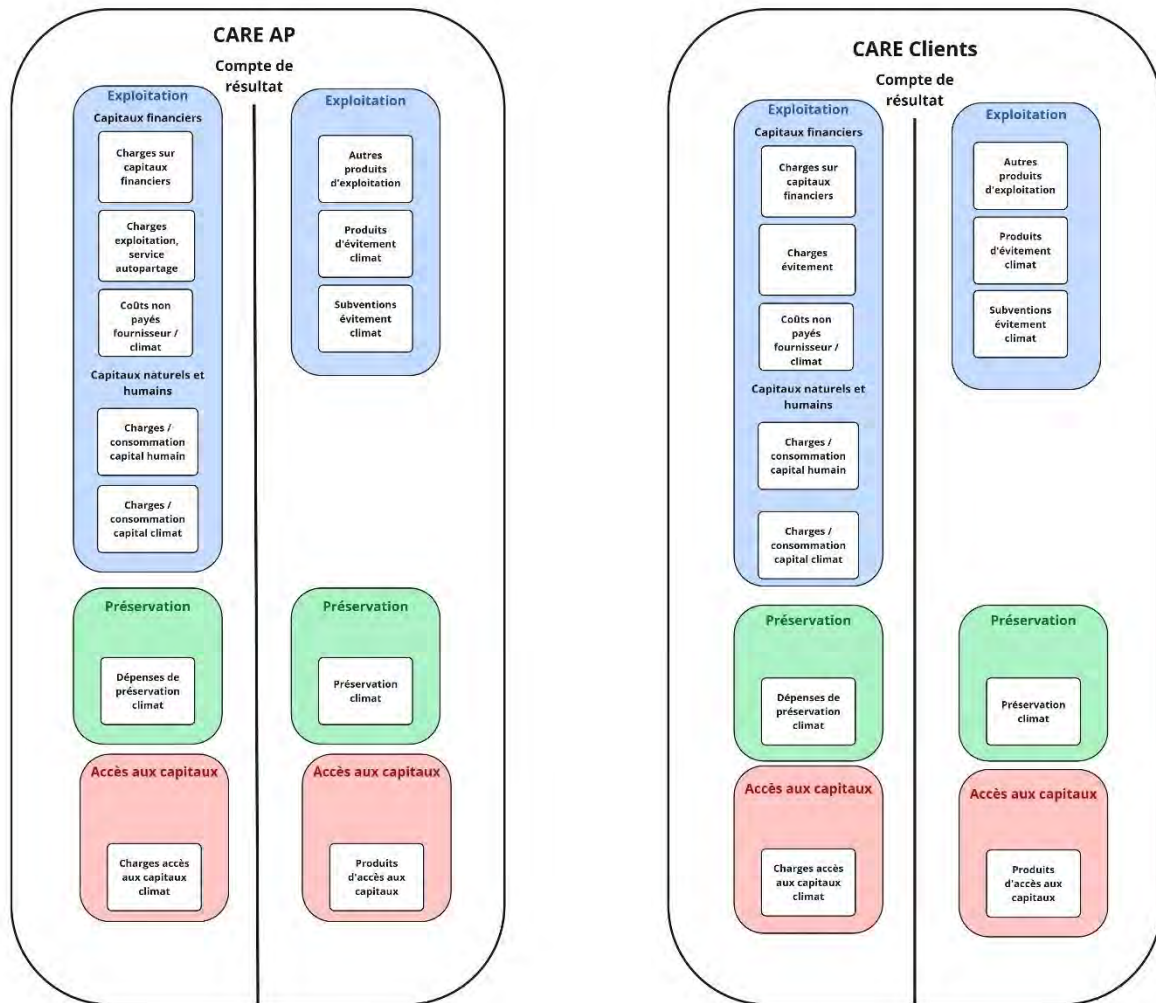 CARE AP
Compte de
résultat
Exploitation
Capitaux financiers
Charges sur
capitaux
financiers
Charges
exploitation,
service
autopartage
Coûts non
payés
fournisseur /
climat
Capitaux naturels et
humains
Charges /
consommation
capital humain
Charges /
consommation
capital climat
Exploitation
Autres
produits
d'exploitation
Produits
d'évitement
climat
Subventions
évitement
climat
Préservation
Dépenses de
préservation
climat
Préservation
Préservation
climat
Accès aux capitaux
Charges accès
aux capitaux
climat
Accès aux capitaux
Produits
d'accès aux
capitaux
CARE Clients
Compte de
résultat
Exploitation
Capitaux financiers
Charges sur
capitaux
financiers
Charges
évitement
Coûts non
payés
fournisseur /
climat
Capitaux naturels et
humains
Charges /
consommation
capital humain
Charges /
consommation
capital climat
Exploitation
Autres
produits
d'exploitation
Produits
d'évitement
climat
Subventions
évitement
climat
Préservation
Dépenses de
préservation
climat
Préservation
Préservation
climat
Accès aux capitaux
Charges accès
aux capitaux
climat
Accès aux capitaux
Produits
d'accès aux
capitaux